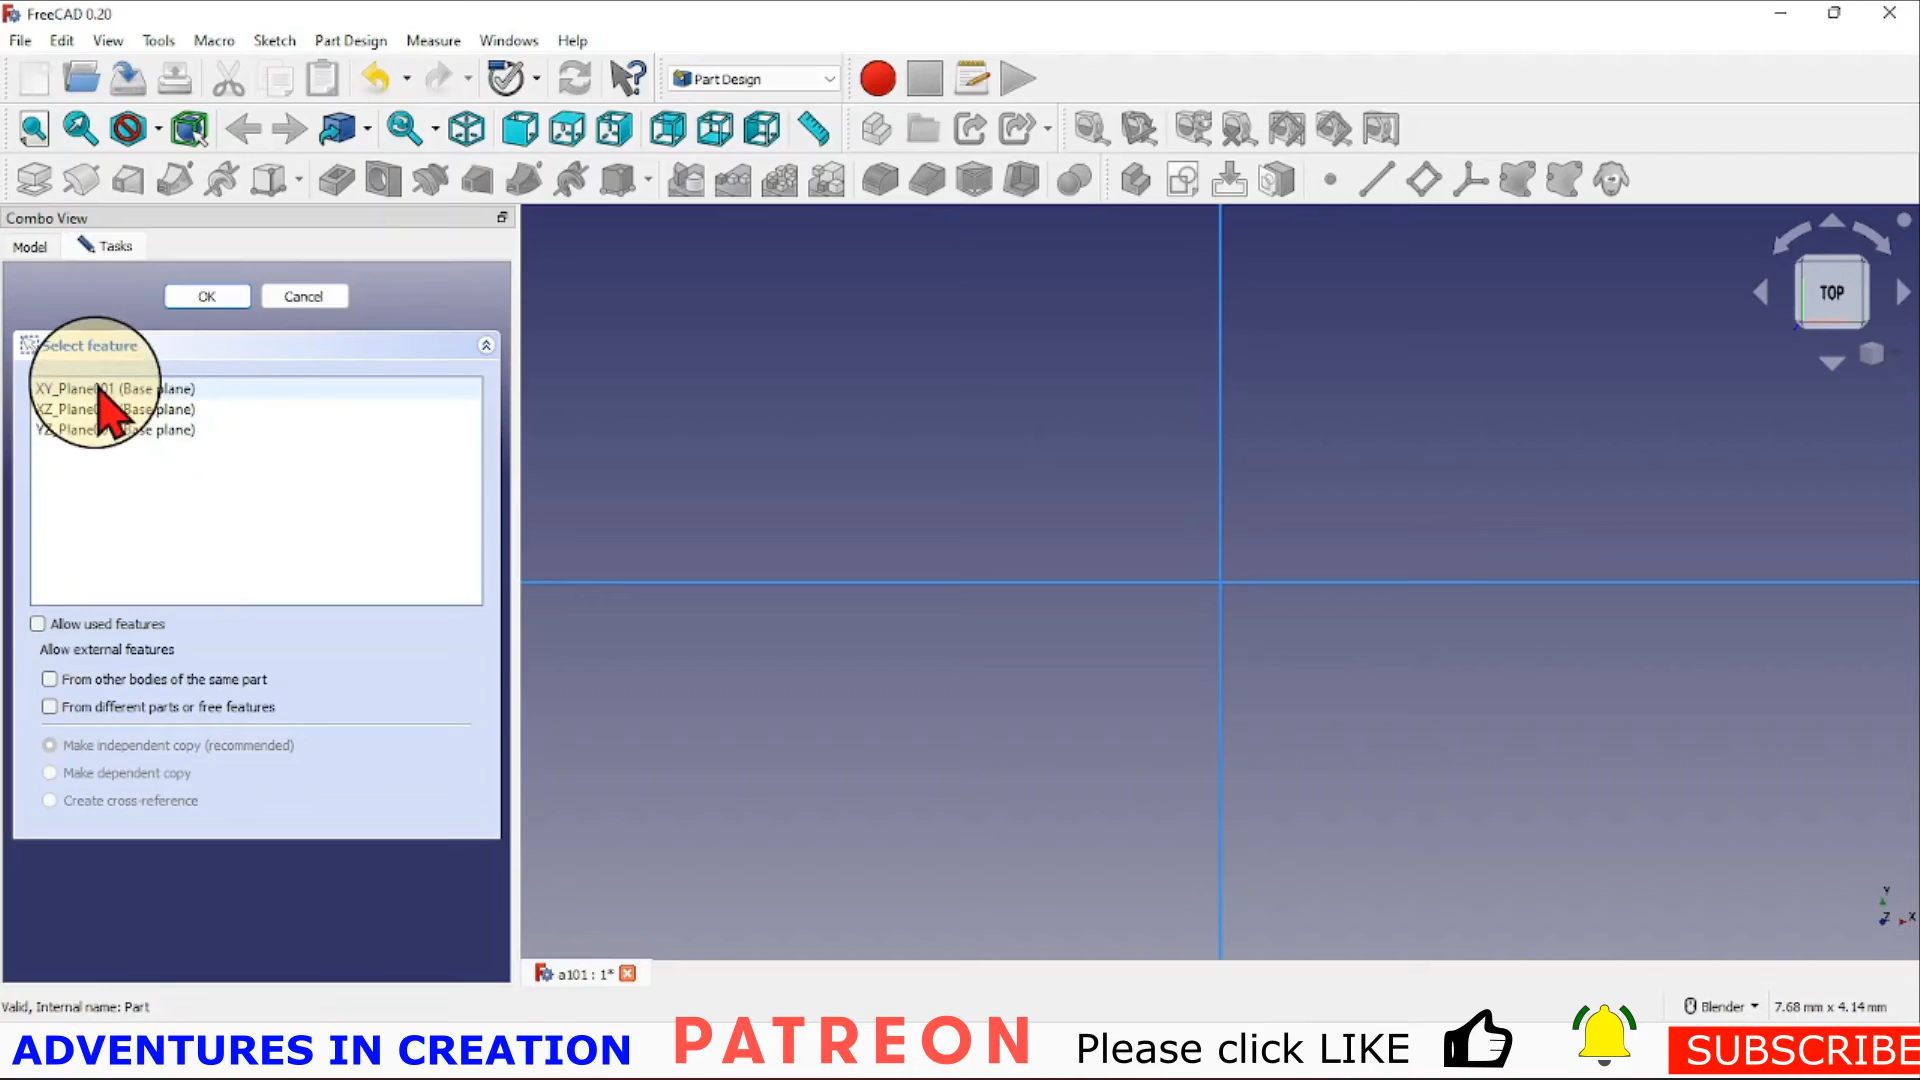 FreeCAD 0.20
File Edit View Tools Macro Sketch Part Design Measure Windows Help
Part Design
Combo View
Model Tasks
TOP
OK Cancel
Select feature
XY_Plane001 (Base plane)
XZ_Plane (Base plane)
YZ_Plane (Base plane)
Allow used features
Allow external features
From other bodies of the same part
From different parts or free features
Make independent copy (recommended)
Make dependent copy
Create cross-reference
Y
Z X
a101 : 1*
Valid, Internal name: Part
Blender 7.68 mm x 4.14 mm
ADVENTURES IN CREATION PATREON Please click LIKE SUBSCRIBE